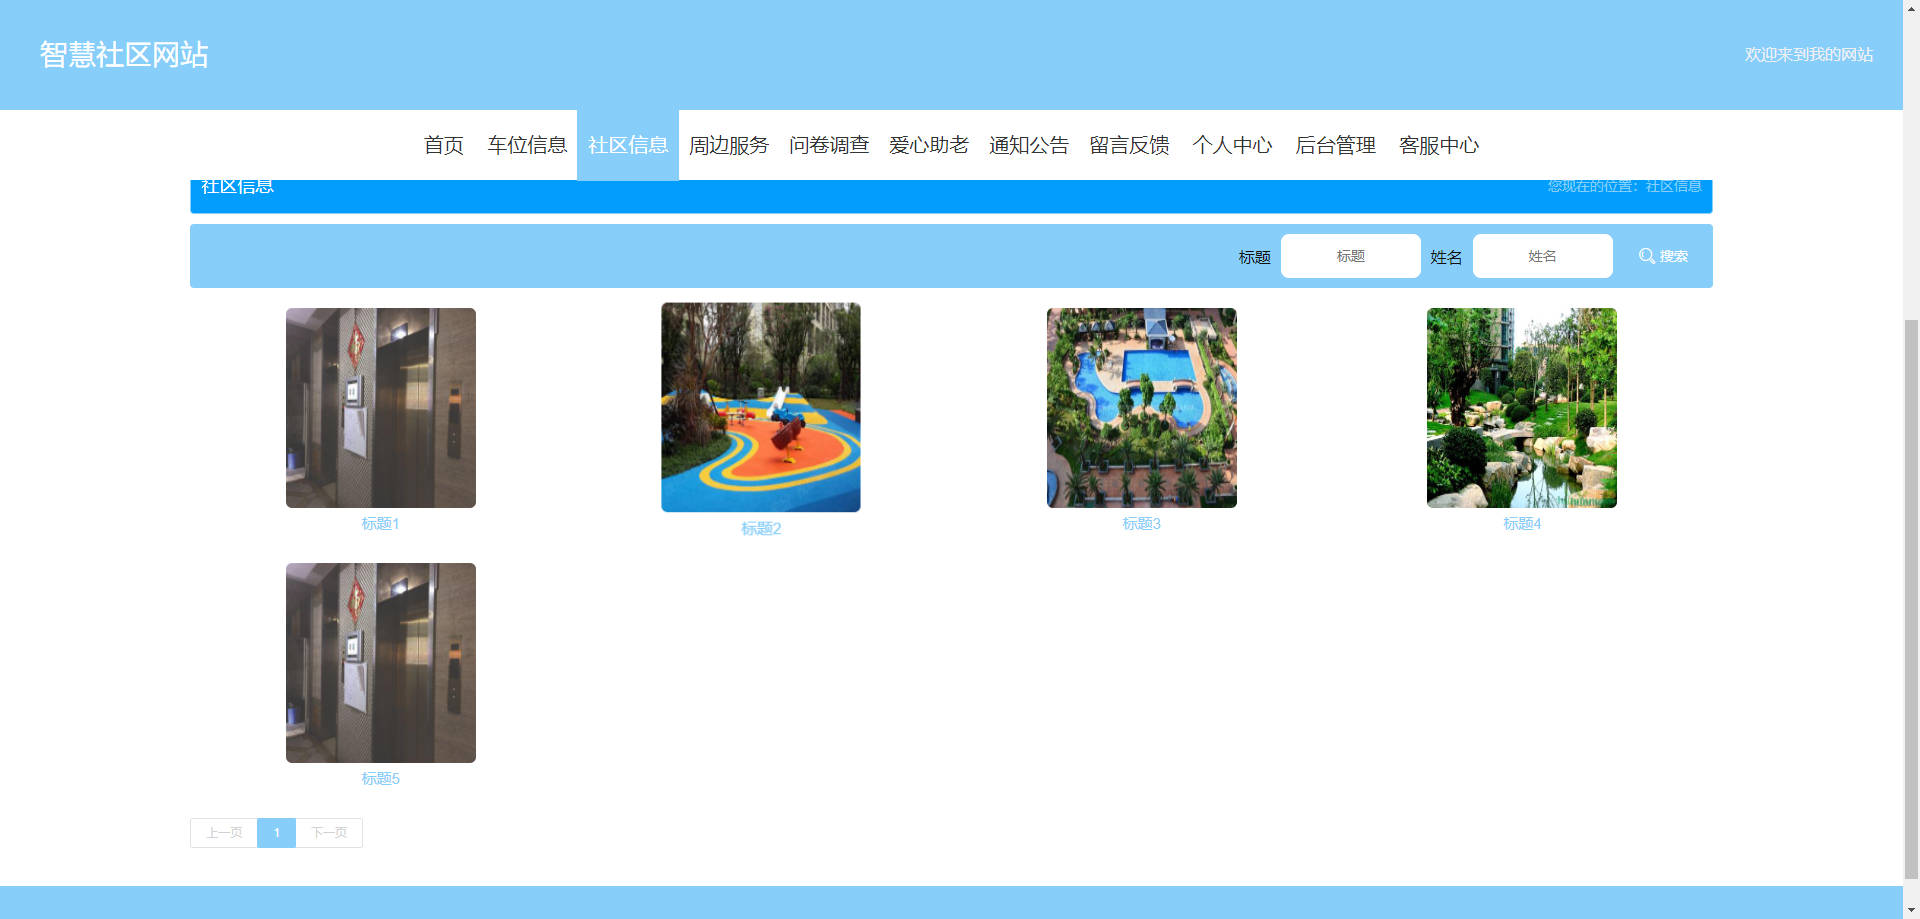 智慧社区网站
欢迎来到我的网站
首页 车位信息 社区信息 周边服务 问卷调查 爱心助老 通知公告 留言反馈 个人中心 后台管理 客服中心
社区信息
您现在的位置：社区信息
标题 标题 姓名 姓名 搜索
标题1
标题2
标题3
标题4
标题5
上一页 1 下一页